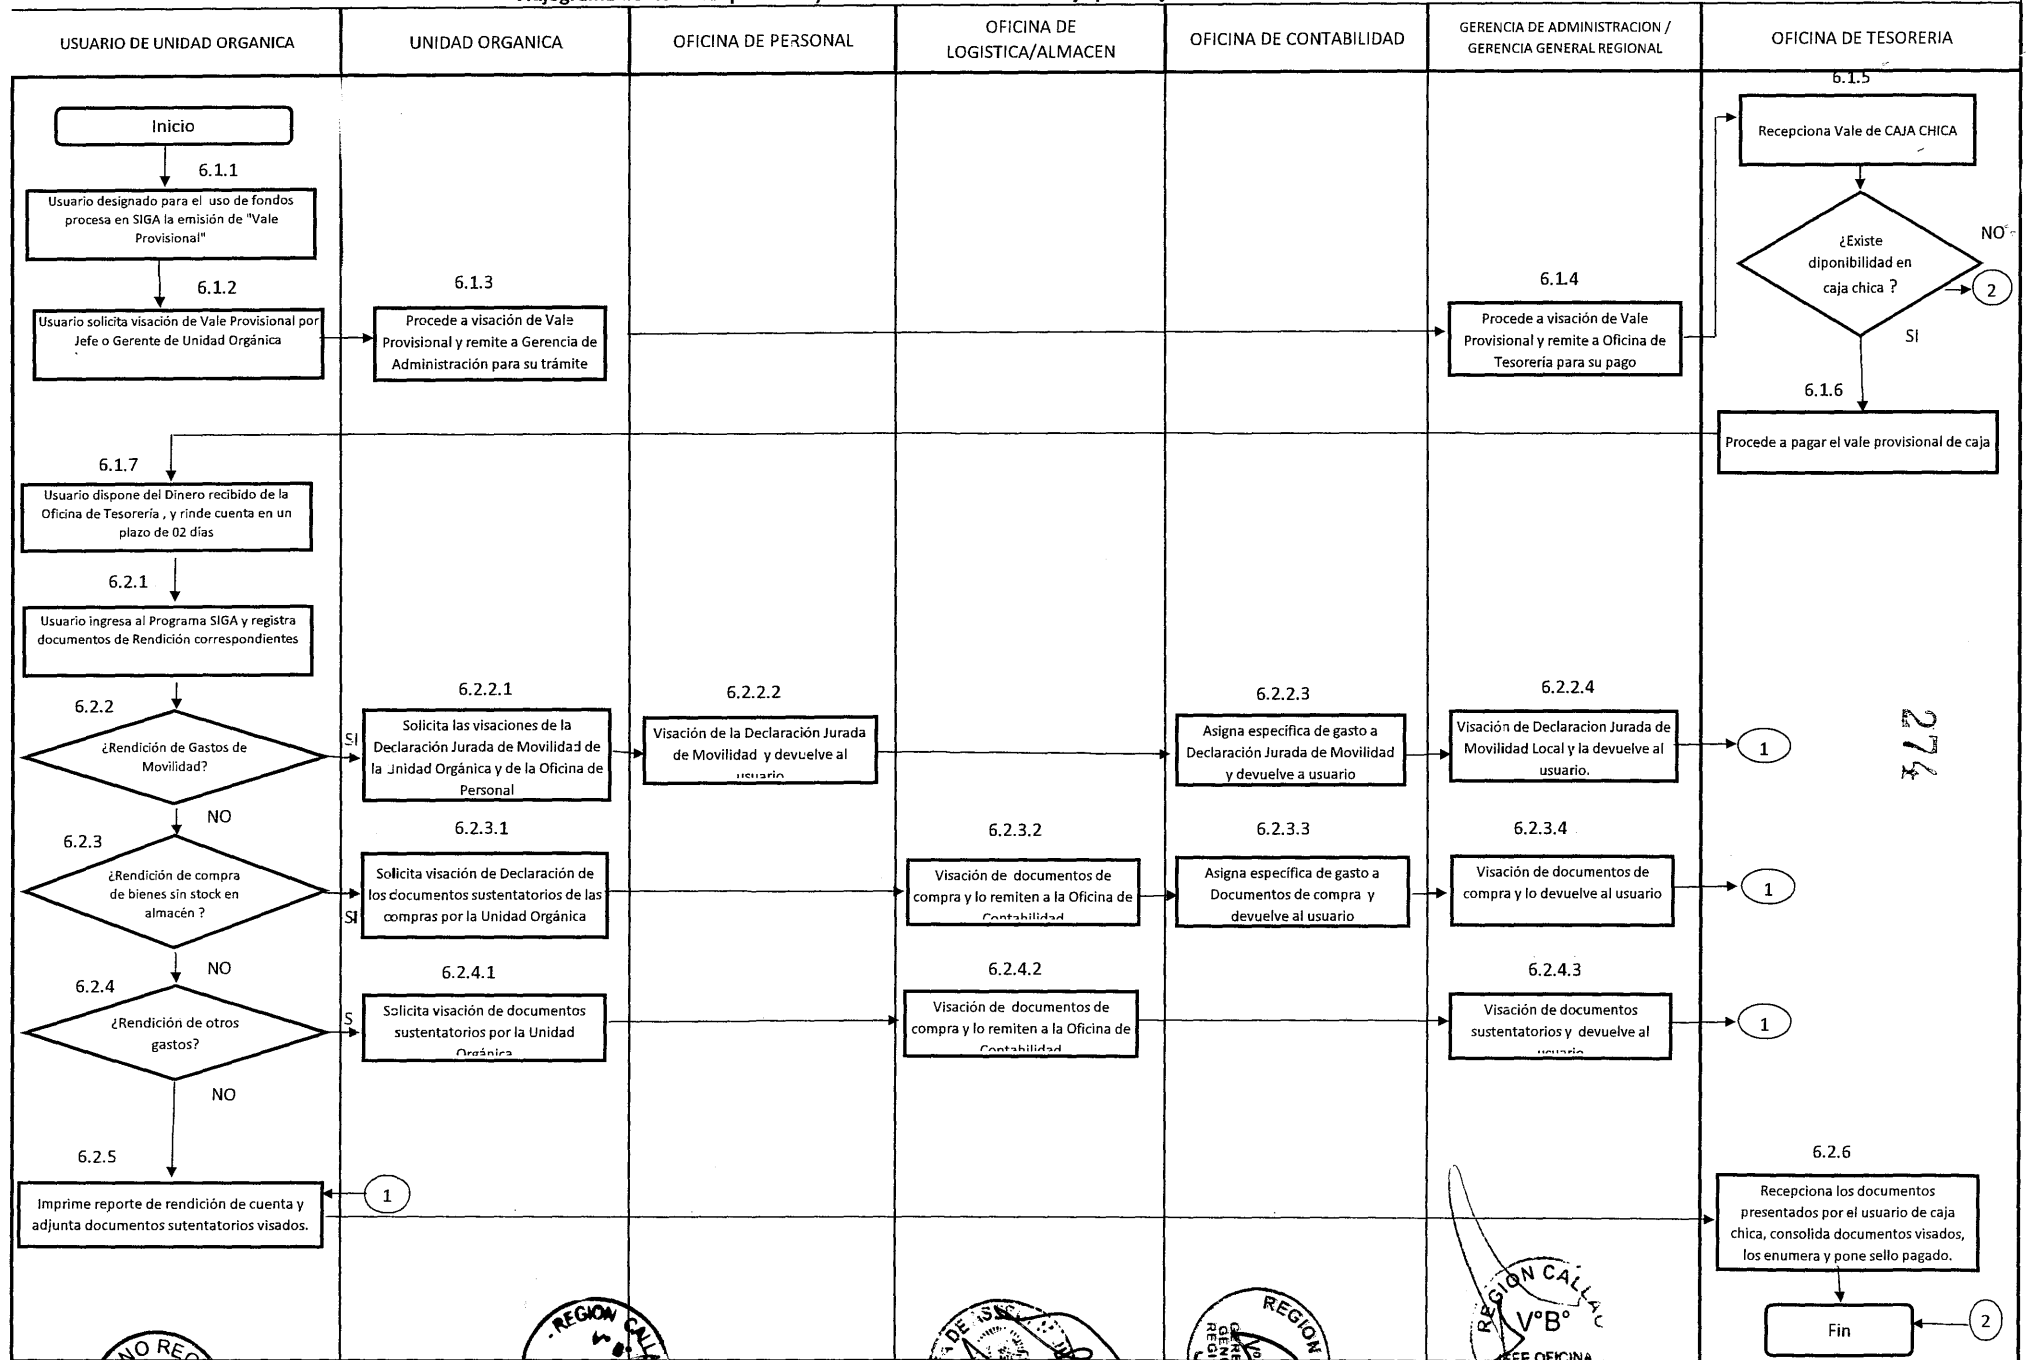 USUARIO DE UNIDAD ORGANICA
UNIDAD ORGANICA
OFICINA DE PERSONAL
OFICINA DE
LOGISTICA/ALMACEN
OFICINA DE CONTABILIDAD
GERENCIA DE ADMINISTRACION /
GERENCIA GENERAL REGIONAL
OFICINA DE TESORERIA
6.1.5
Inicio
Recepciona Vale de CAJA CHICA
6.1.1
Usuario designado para el uso de fondos
procesa en SIGA la emisión de "Vale
Provisional"
¿Existe
diponibilidad en
caja chica ?
NO
2
SI
6.1.2
Usuario solicita visación de Vale Provisional por
Jefe o Gerente de Unidad Orgánica
6.1.3
Procede a visación de Vale
Provisional y remite a Gerencia de
Administración para su trámite
6.1.4
Procede a visación de Vale
Provisional y remite a Oficina de
Tesorería para su pago
6.1.6
Procede a pagar el vale provisional de caja
6.1.7
Usuario dispone del Dinero recibido de la
Oficina de Tesorería , y rinde cuenta en un
plazo de 02 días
6.2.1
Usuario ingresa al Programa SIGA y registra
documentos de Rendición correspondientes
6.2.2
¿Rendición de Gastos de
Movilidad?
SI
NO
6.2.2.1
Solicita las visaciones de la
Declaración Jurada de Movilidad de
la Unidad Orgánica y de la Oficina de
Personal
6.2.2.2
Visación de la Declaración Jurada
de Movilidad y devuelve al
usuario
6.2.2.3
Asigna específica de gasto a
Declaración Jurada de Movilidad
y devuelve a usuario
6.2.2.4
Visación de Declaracion Jurada de
Movilidad Local y la devuelve al
usuario.
1
274
6.2.3
¿Rendición de compra
de bienes sin stock en
almacén ?
SI
NO
6.2.3.1
Solicita visación de Declaración de
los documentos sustentatorios de las
compras por la Unidad Orgánica
6.2.3.2
Visación de documentos de
compra y lo remiten a la Oficina de
Contabilidad
6.2.3.3
Asigna específica de gasto a
Documentos de compra y
devuelve al usuario
6.2.3.4
Visación de documentos de
compra y lo devuelve al usuario
1
6.2.4
¿Rendición de otros
gastos?
S
NO
6.2.4.1
Solicita visación de documentos
sustentatorios por la Unidad
Orgánica
6.2.4.2
Visación de documentos de
compra y lo remiten a la Oficina de
Contabilidad
6.2.4.3
Visación de documentos
sustentatorios y devuelve al
usuario
1
6.2.5
Imprime reporte de rendición de cuenta y
adjunta documentos sutentatorios visados.
1
6.2.6
Recepciona los documentos
presentados por el usuario de caja
chica, consolida documentos visados,
los enumera y pone sello pagado.
Fin
2
REGION
REGION
REGION CALLA
V°B°
OFICINA